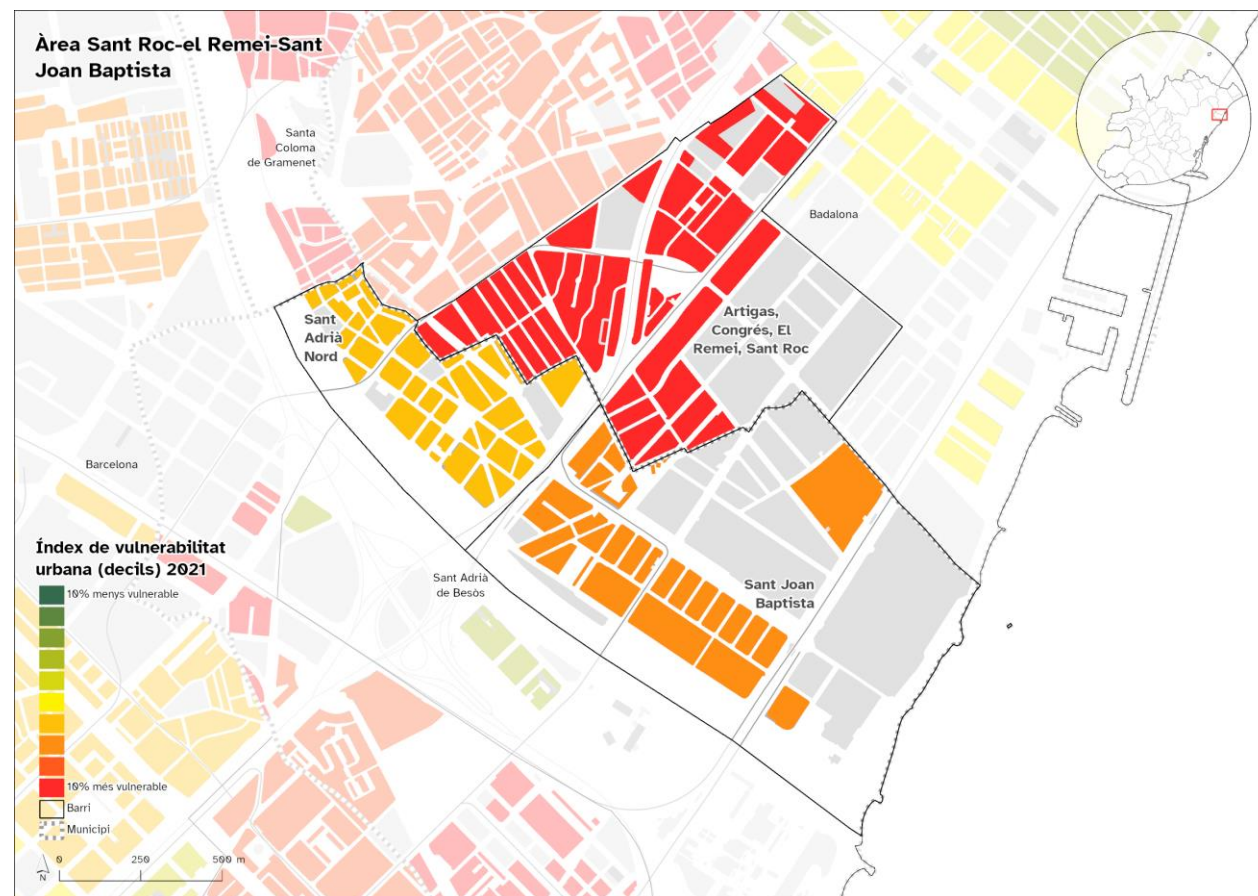 Àrea Sant Roc-el Remei-Sant
Joan Baptista
Santa
Coloma
de Gramenet
Badalona
Sant
Adrià
Nord
Artigas,
Congrés, El
Remei, Sant Roc
Barcelona
Sant Adrià
de Besòs
Sant Joan
Baptista
Índex de vulnerabilitat
urbana (decils) 2021
10% menys vulnerable
10% més vulnerable
Barri
Municipi
0 250 500 m
N